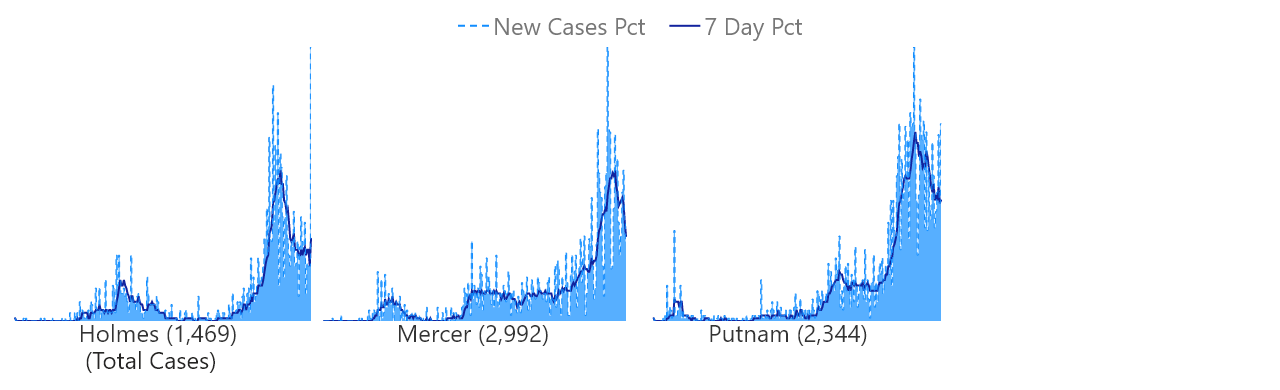 New Cases Pct 7 Day Pct
Holmes (1,469) Mercer (2,992) Putnam (2,344)
(Total Cases)